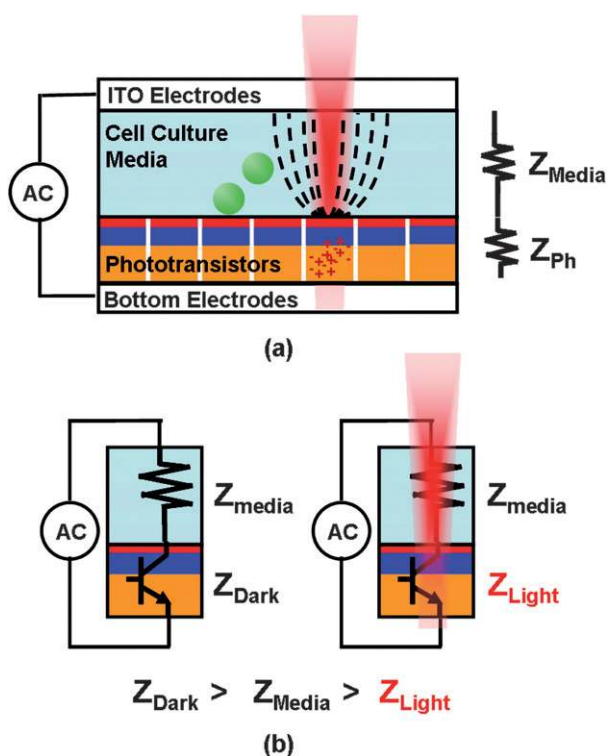 ITO Electrodes
Cell Culture
Media
AC
Z_Media
Phototransistors
Z_Ph
Bottom Electrodes
(a)
AC
Z_media
Z_Dark
AC
Z_media
Z_Light
Z_Dark > Z_Media > Z_Light
(b)